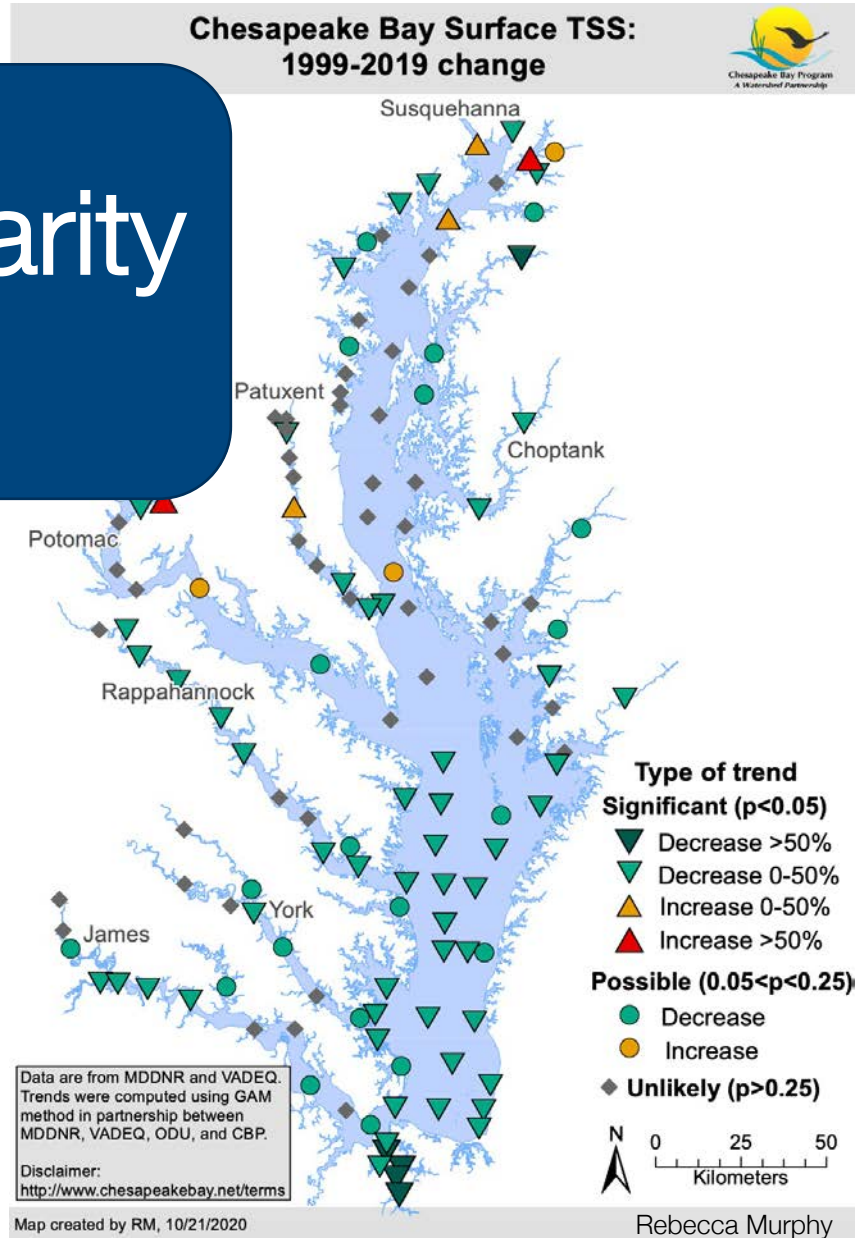 Chesapeake Bay Surface TSS:
1999-2019 change
Chesapeake Bay Program
A Watershed Partnership
Susquehanna
arity
Patuxent
Choptank
Potomac
Rappahannock
York
James
Type of trend
Significant (p<0.05)
Decrease >50%
Decrease 0-50%
Increase 0-50%
Increase >50%
Possible (0.05<p<0.25)
Decrease
Increase
Unlikely (p>0.25)
Data are from MDDNR and VADEQ.
Trends were computed using GAM
method in partnership between
MDDNR, VADEQ, ODU, and CBP.
Disclaimer:
http://www.chesapeakebay.net/terms
N
0 25 50
Kilometers
Map created by RM, 10/21/2020
Rebecca Murphy